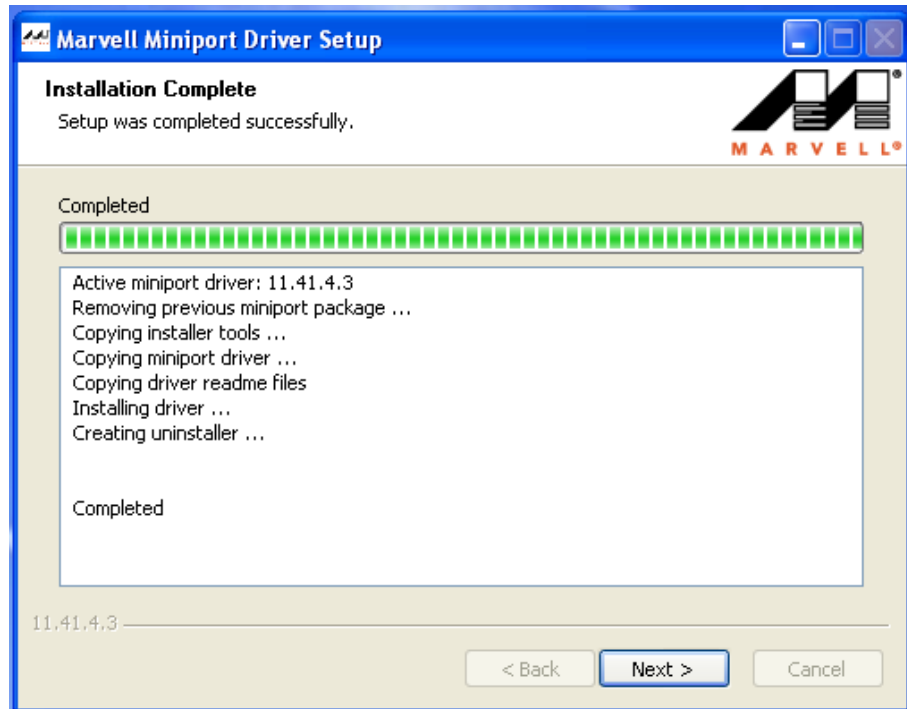 Marvell Miniport Driver Setup
Installation Complete
Setup was completed successfully.
MARVELL®
Completed
Active miniport driver: 11.41.4.3
Removing previous miniport package ...
Copying installer tools ...
Copying miniport driver ...
Copying driver readme files
Installing driver ...
Creating uninstaller ...
Completed
11.41.4.3
< Back Next > Cancel